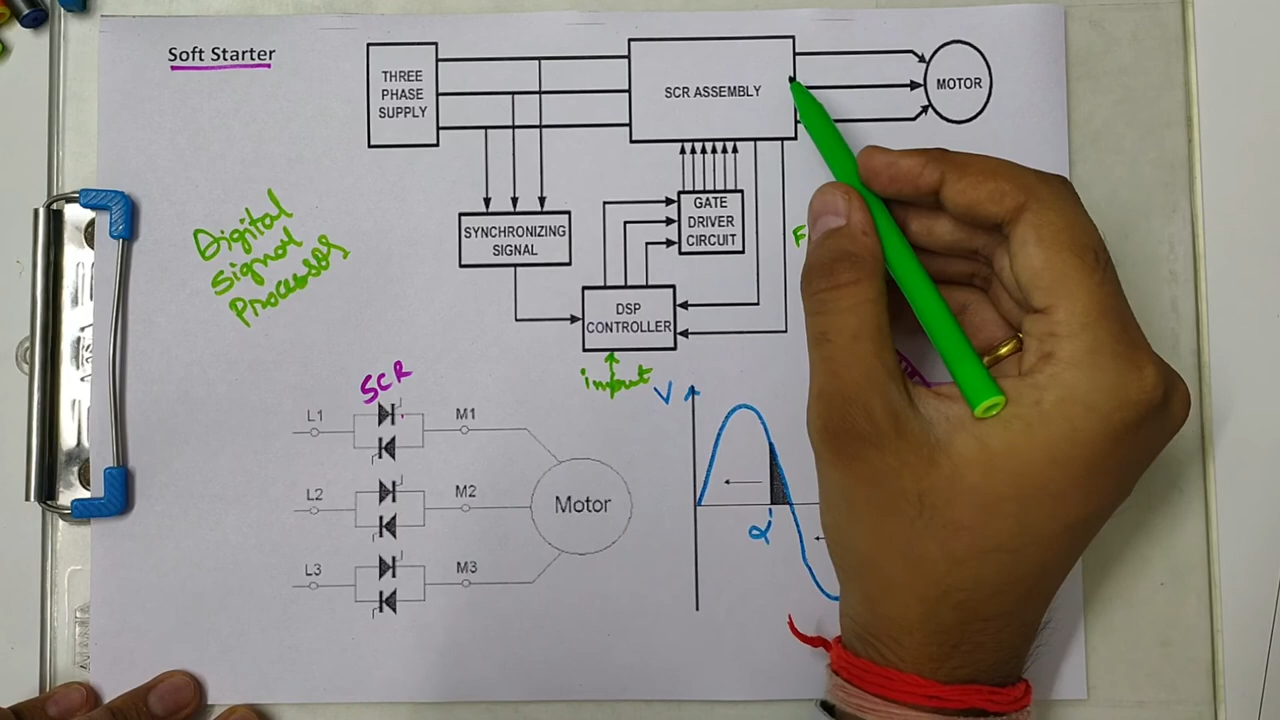 Soft Starter
THREE
PHASE
SUPPLY
SCR ASSEMBLY
MOTOR
GATE
DRIVER
CIRCUIT
SYNCHRONIZING
SIGNAL
Digital
Signal
Processors
DSP
CONTROLLER
input
F
SCR
V
L1
M1
L2
M2
Motor
L3
M3
α